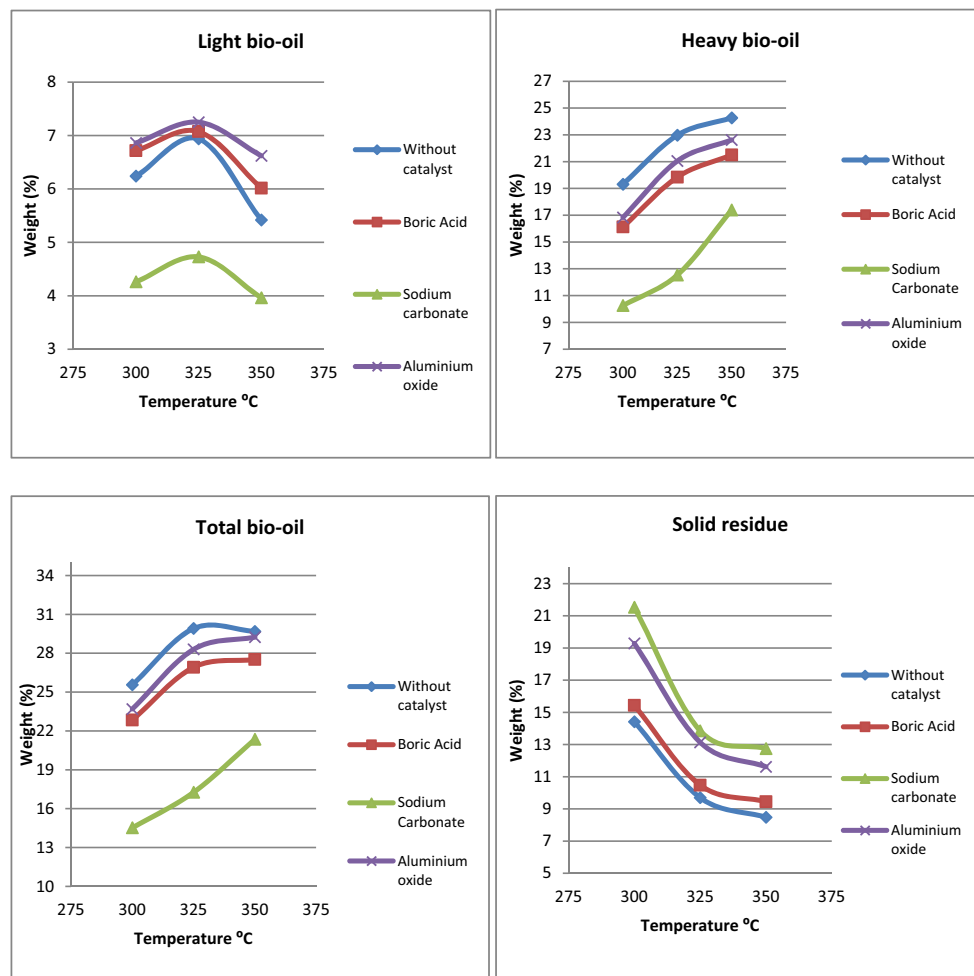 Light bio-oil
8
7
6
5
4
3
275 300 325 350 375
Weight (%)
Temperature ⁰C
Without
catalyst
Boric Acid
Sodium
carbonate
Aluminium
oxide
Heavy bio-oil
27
25
23
21
19
17
15
13
11
9
7
275 300 325 350 375
Weight (%)
Temperature ⁰C
Without
catalyst
Boric Acid
Sodium
Carbonate
Aluminium
oxide
Total bio-oil
34
31
28
25
22
19
16
13
10
275 300 325 350 375
Weight (%)
Temperature ⁰C
Without
catalyst
Boric Acid
Sodium
Carbonate
Aluminium
oxide
Solid residue
23
21
19
17
15
13
11
9
7
5
275 300 325 350 375
Weight (%)
Temperature ⁰C
Without
catalyst
Boric Acid
Sodium
carbonate
Aluminium
oxide